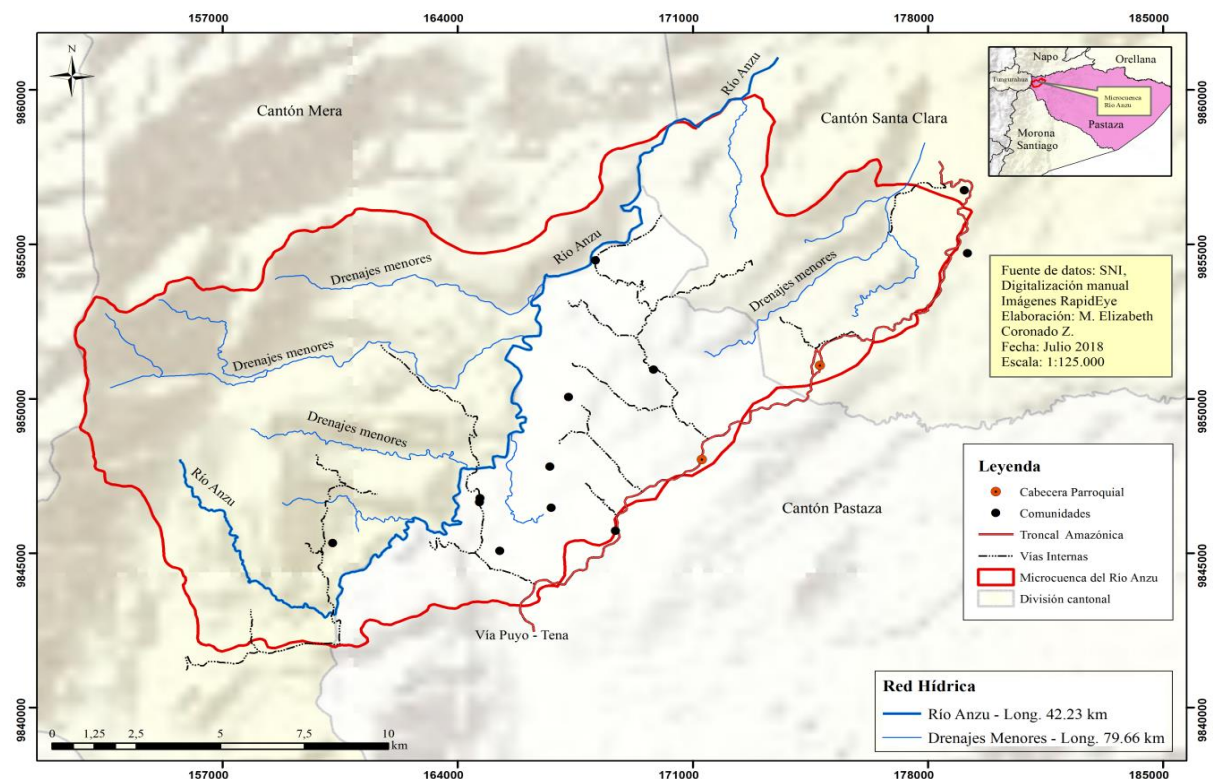 157000 164000 171000 178000 185000
N
Napo
Orellana
Tungurahua
Microcuenca
Río Anzu
Pastaza
Morona
Santiago
9860000
9860000
Río Anzu
Cantón Mera
Cantón Santa Clara
9855000
9855000
Río Anzu
Drenajes menores
Drenajes menores
Fuente de datos: SNI,
Digitalización manual
Imágenes RapidEye
Elaboración: M. Elizabeth
Coronado Z.
Fecha: Julio 2018
Escala: 1:125.000
Drenajes menores
9850000
9850000
Drenajes menores
Río Anzu
Cantón Pastaza
Leyenda
Cabecera Parroquial
Comunidades
Troncal Amazónica
Vías Internas
Microcuenca del Río Anzu
División cantonal
9845000
9845000
Vía Puyo - Tena
Red Hídrica
Río Anzu - Long. 42.23 km
Drenajes Menores - Long. 79.66 km
9840000
9840000
0 1,25 2,5 5 7,5 10
km
157000 164000 171000 178000 185000